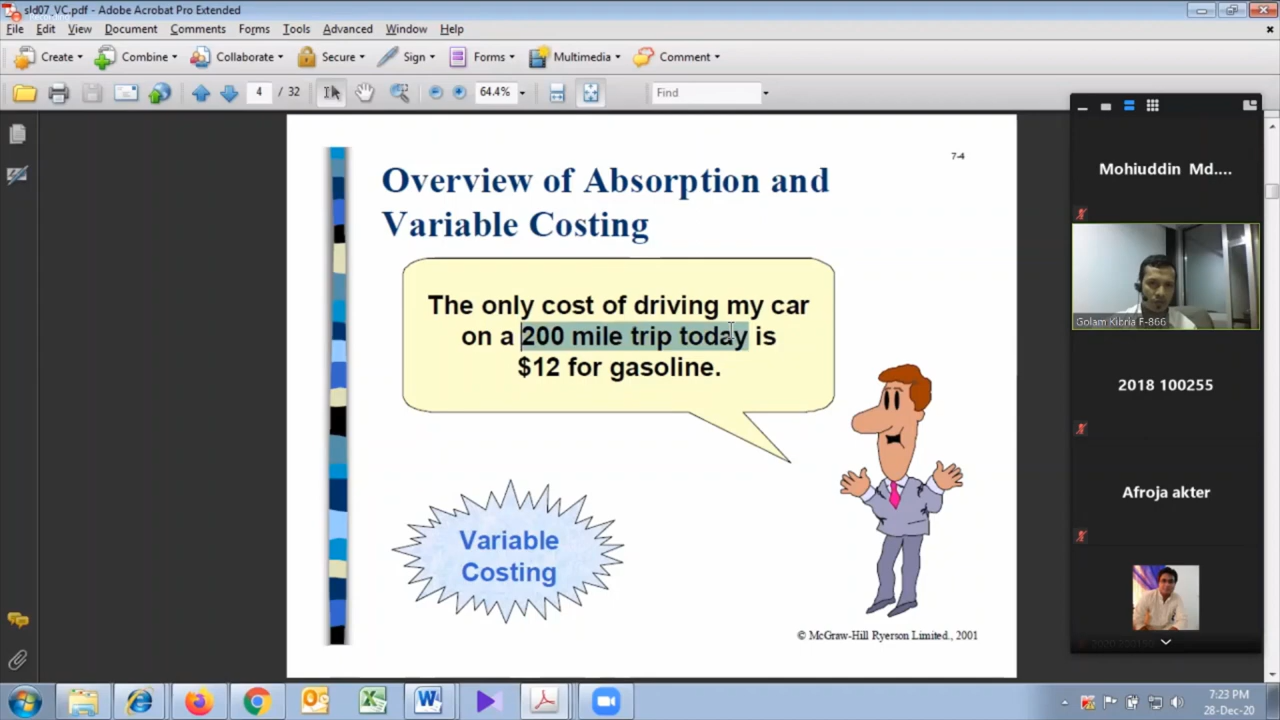 sld07_VC.pdf - Adobe Acrobat Pro Extended
File Edit View Document Comments Forms Tools Advanced Window Help
Create Combine Collaborate Secure Sign Forms Multimedia Comment
4 / 32 64.4% Find
7-4
Overview of Absorption and
Variable Costing
The only cost of driving my car
on a 200 mile trip today is
$12 for gasoline.
Variable
Costing
© McGraw-Hill Ryerson Limited., 2001
Mohiuddin Md....
Golam Kibria F-866
2018 100255
Afroja akter
7:23 PM
28-Dec-20